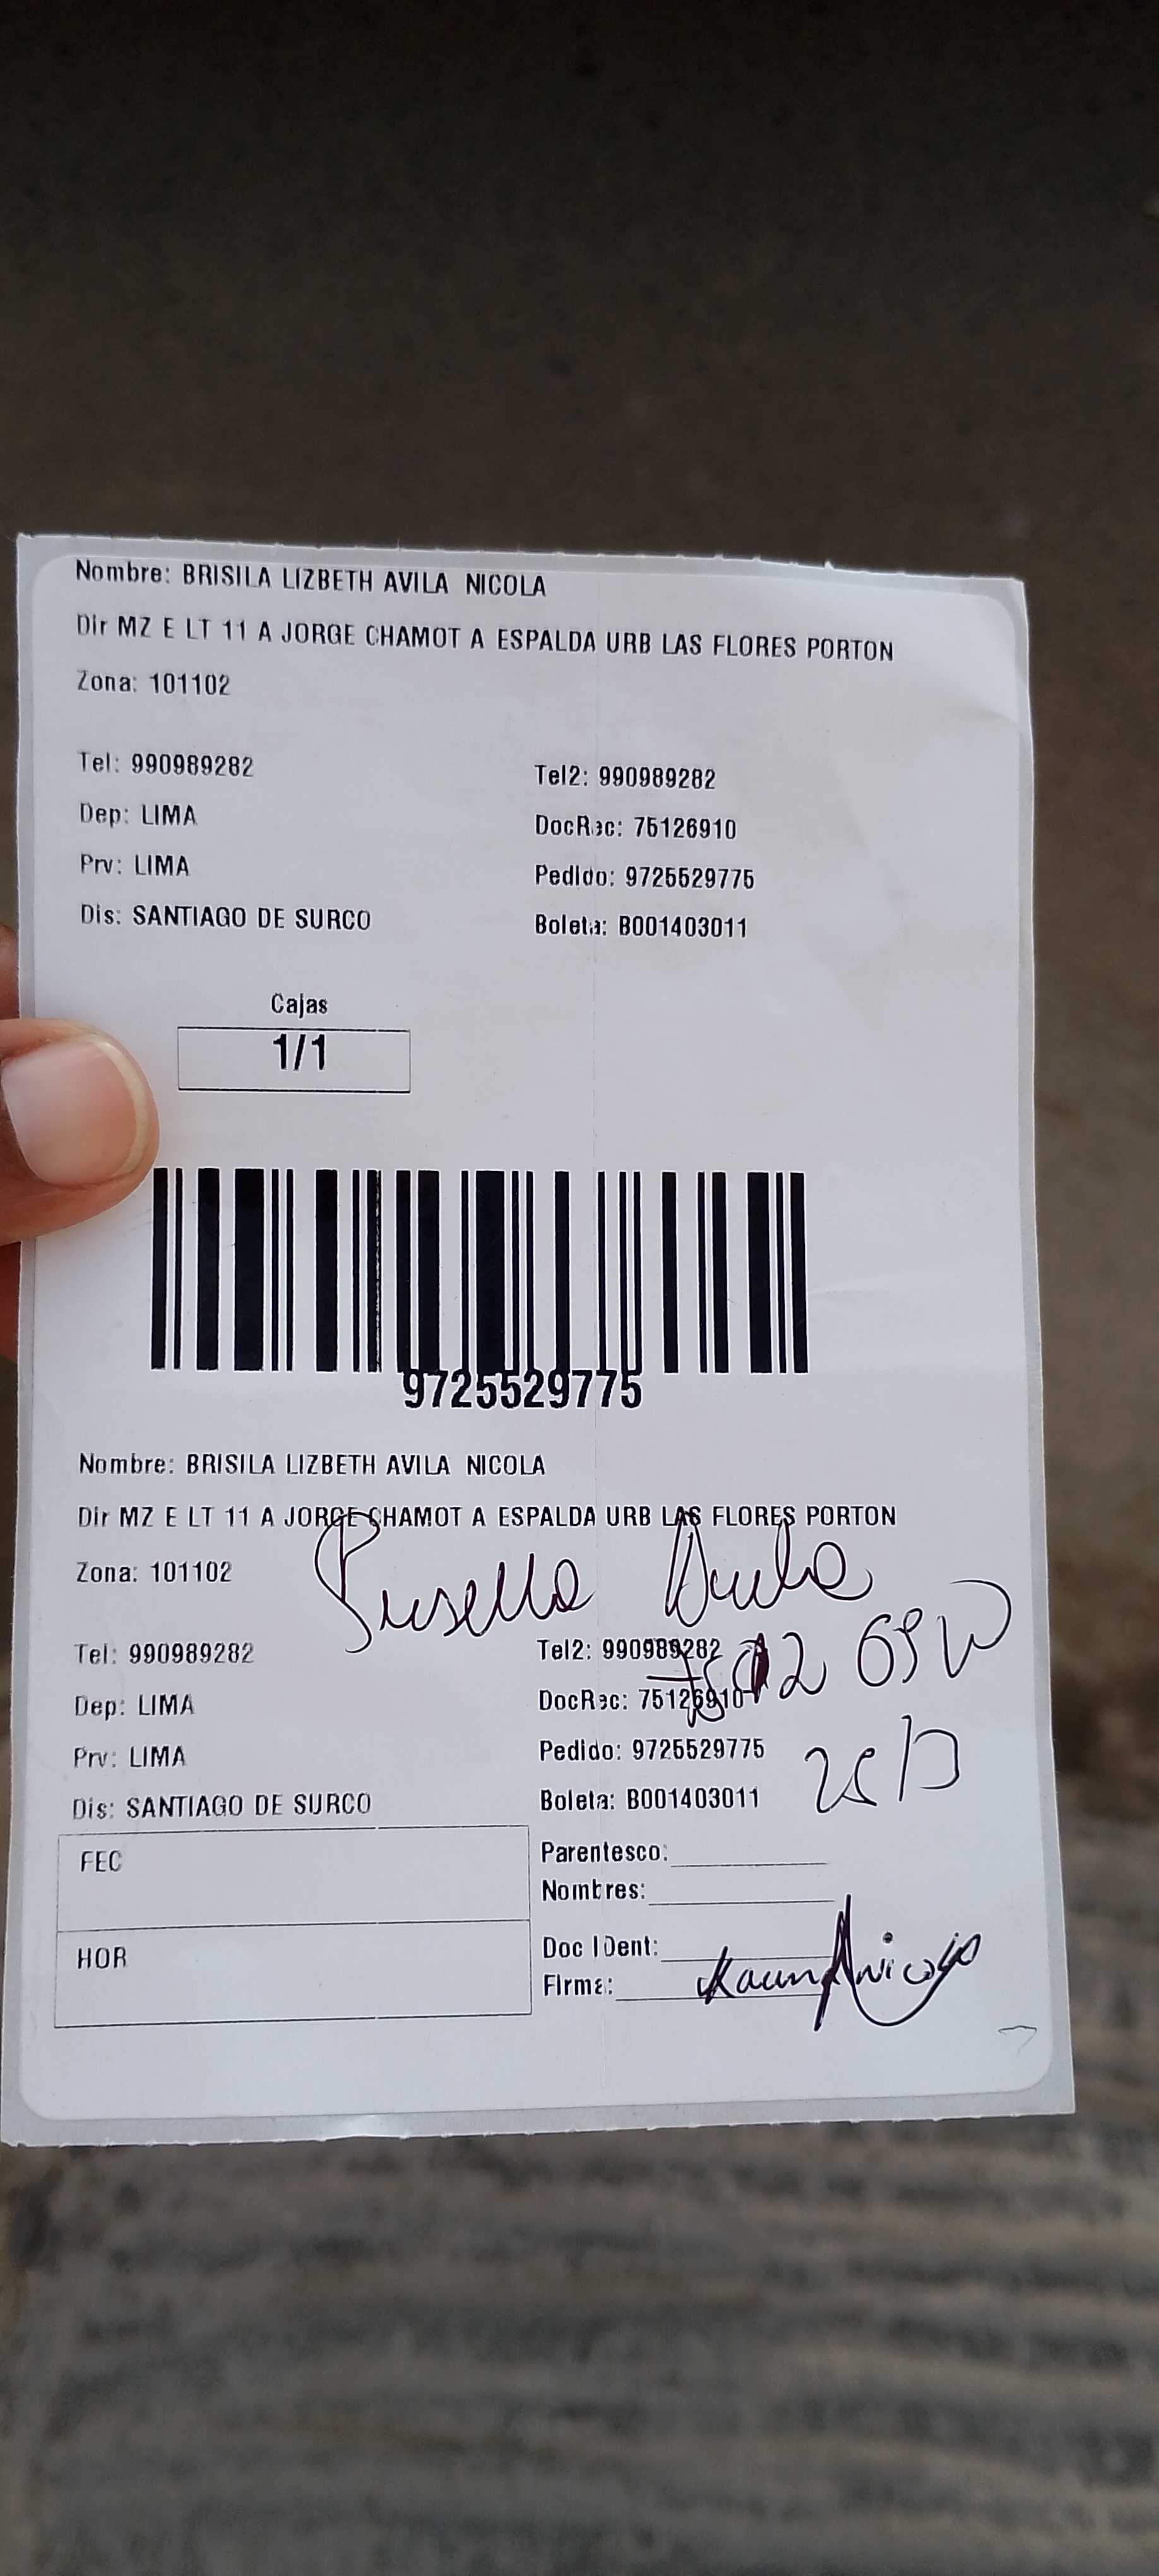 Nombre: BRISILA LIZBETH AVILA NICOLA
Dir MZ E LT 11 A JORGE CHAMOT A ESPALDA URB LAS FLORES PORTON
Zona: 101102
Tel: 990989282 Tel2: 990989282
Dep: LIMA DocRec: 75126910
Prv: LIMA Pedido: 9725529775
Dis: SANTIAGO DE SURCO Boleta: B001403011
Cajas
1/1
9725529775
Nombre: BRISILA LIZBETH AVILA NICOLA
Dir MZ E LT 11 A JORGE CHAMOT A ESPALDA URB LAS FLORES PORTON
Zona: 101102
Tel: 990989282 Tel2: 990989282
Dep: LIMA DocRec: 75126910
Prv: LIMA Pedido: 9725529775
Dis: SANTIAGO DE SURCO Boleta: B001403011
FEC
Parentesco:
Nombres:
HOR
Doc IDent:
Firma: